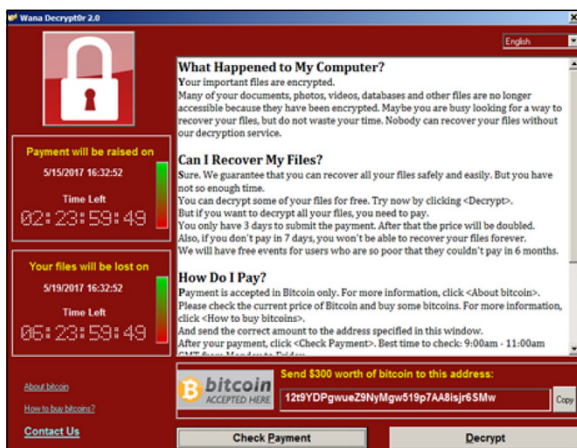 Wana Decrypt0r 2.0
English
What Happened to My Computer?
Your important files are encrypted.
Many of your documents, photos, videos, databases and other files are no longer
accessible because they have been encrypted. Maybe you are busy looking for a way to
recover your files, but do not waste your time. Nobody can recover your files without
our decryption service.
Can I Recover My Files?
Sure. We guarantee that you can recover all your files safely and easily. But you have
not so enough time.
You can decrypt some of your files for free. Try now by clicking <Decrypt>.
But if you want to decrypt all your files, you need to pay.
You only have 3 days to submit the payment. After that the price will be doubled.
Also, if you don't pay in 7 days, you won't be able to recover your files forever.
We will have free events for users who are so poor that they couldn't pay in 6 months.
How Do I Pay?
Payment is accepted in Bitcoin only. For more information, click <About bitcoin>.
Please check the current price of Bitcoin and buy some bitcoins. For more information,
click <How to buy bitcoins>.
And send the correct amount to the address specified in this window.
After your payment, click <Check Payment>. Best time to check: 9:00am - 11:00am
GMT from Monday to Friday.
Payment will be raised on
5/15/2017 16:32:52
Time Left
02:23:59:49
Your files will be lost on
5/19/2017 16:32:52
Time Left
06:23:59:49
About bitcoin
How to buy bitcoins?
Contact Us
bitcoin
ACCEPTED HERE
Send $300 worth of bitcoin to this address:
12t9YDPgwueZ9NyMgw519p7AA8isjr6SMw
Copy
Check Payment
Decrypt